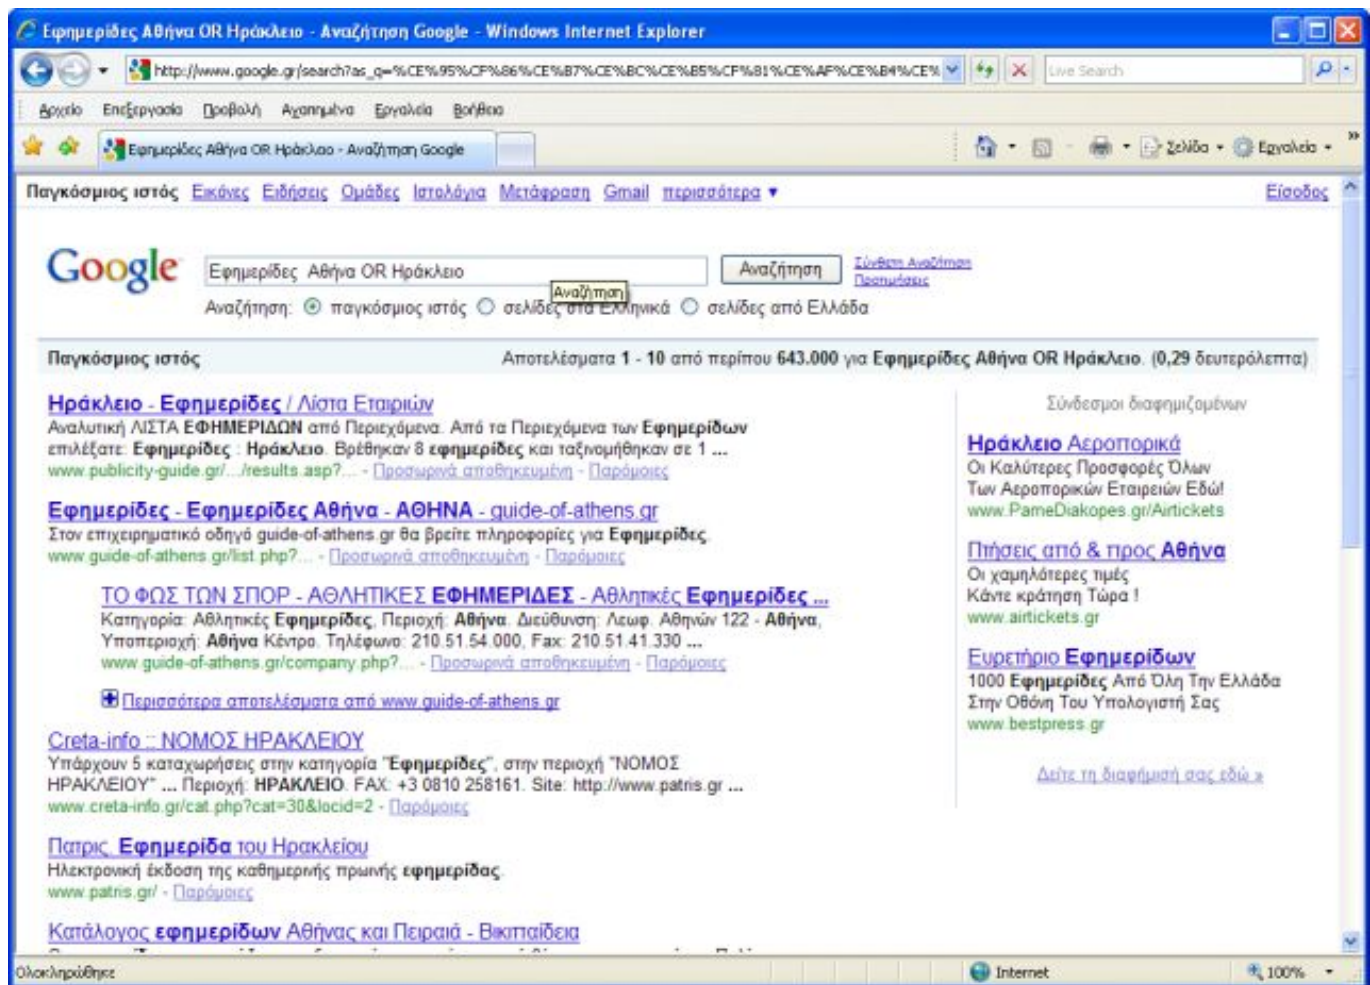 Εφημερίδες Αθήνα OR Ηράκλειο - Αναζήτηση Google - Windows Internet Explorer
http://www.google.gr/search?as_q=%CE%95%CF%86%CE%B7%CE%BC%CE%B5%CF%81%CE%AF%CE%B4%CE% Live Search
Αρχείο Επεξεργασία Προβολή Αγαπημένα Εργαλεία Βοήθεια
Εφημερίδες Αθήνα OR Ηράκλειο - Αναζήτηση Google Σελίδα Εργαλεία
Παγκόσμιος ιστός Εικόνες Ειδήσεις Ομάδες Ιστολόγια Μετάφραση Gmail περισσότερα ▼ Είσοδος
Google Εφημερίδες Αθήνα OR Ηράκλειο Αναζήτηση Σύνθετη Αναζήτηση
Προτιμήσεις
Αναζήτηση
Αναζήτηση: παγκόσμιος ιστός σελίδες στα Ελληνικά σελίδες από Ελλάδα
Παγκόσμιος ιστός Αποτελέσματα 1 - 10 από περίπου 643.000 για Εφημερίδες Αθήνα OR Ηράκλειο. (0,29 δευτερόλεπτα)
Ηράκλειο - Εφημερίδες / Λίστα Εταιριών
Αναλυτική ΛΙΣΤΑ ΕΦΗΜΕΡΙΔΩΝ από Περιεχόμενα. Από τα Περιεχόμενα των Εφημερίδων
επιλέξατε: Εφημερίδες : Ηράκλειο. Βρέθηκαν 8 εφημερίδες και ταξινομήθηκαν σε 1 ...
www.publicity-guide.gr/.../results.asp?... - Προσωρινά αποθηκευμένη - Παρόμοιες
Εφημερίδες - Εφημερίδες Αθήνα - ΑΘΗΝΑ - guide-of-athens.gr
Στον επιχειρηματικό οδηγό guide-of-athens.gr θα βρείτε πληροφορίες για Εφημερίδες.
www.guide-of-athens.gr/list.php?... - Προσωρινά αποθηκευμένη - Παρόμοιες
ΤΟ ΦΩΣ ΤΩΝ ΣΠΟΡ - ΑΘΛΗΤΙΚΕΣ ΕΦΗΜΕΡΙΔΕΣ - Αθλητικές Εφημερίδες ...
Κατηγορία: Αθλητικές Εφημερίδες, Περιοχή: Αθήνα. Διεύθυνση: Λεωφ. Αθηνών 122 - Αθήνα,
Υποπεριοχή: Αθήνα Κέντρο. Τηλέφωνο: 210.51.54.000, Fax: 210.51.41.330 ...
www.guide-of-athens.gr/company.php?... - Προσωρινά αποθηκευμένη - Παρόμοιες
Περισσότερα αποτελέσματα από www.guide-of-athens.gr
Creta-info :: ΝΟΜΟΣ ΗΡΑΚΛΕΙΟΥ
Υπάρχουν 5 καταχωρήσεις στην κατηγορία "Εφημερίδες", στην περιοχή "ΝΟΜΟΣ
ΗΡΑΚΛΕΙΟΥ" ... Περιοχή: ΗΡΑΚΛΕΙΟ. FAX: +3 0810 258161. Site: http://www.patris.gr ...
www.creta-info.gr/cat.php?cat=30&locid=2 - Παρόμοιες
Πατρις, Εφημερίδα του Ηρακλείου
Ηλεκτρονική έκδοση της καθημερινής πρωινής εφημερίδας.
www.patris.gr/ - Παρόμοιες
Κατάλογος εφημερίδων Αθήνας και Πειραιά - Βικιπαίδεια
Σύνδεσμοι διαφημιζομένων
Ηράκλειο Αεροπορικά
Οι Καλύτερες Προσφορές Όλων
Των Αεροπορικών Εταιρειών Εδώ!
www.PameDiakopes.gr/Airtickets
Πτήσεις από & προς Αθήνα
Οι χαμηλότερες τιμές
Κάντε κράτηση Τώρα !
www.airtickets.gr
Ευρετήριο Εφημερίδων
1000 Εφημερίδες Από Όλη Την Ελλάδα
Στην Οθόνη Του Υπολογιστή Σας
www.bestpress.gr
Δείτε τη διαφήμισή σας εδώ »
Ολοκληρώθηκε Internet 100%